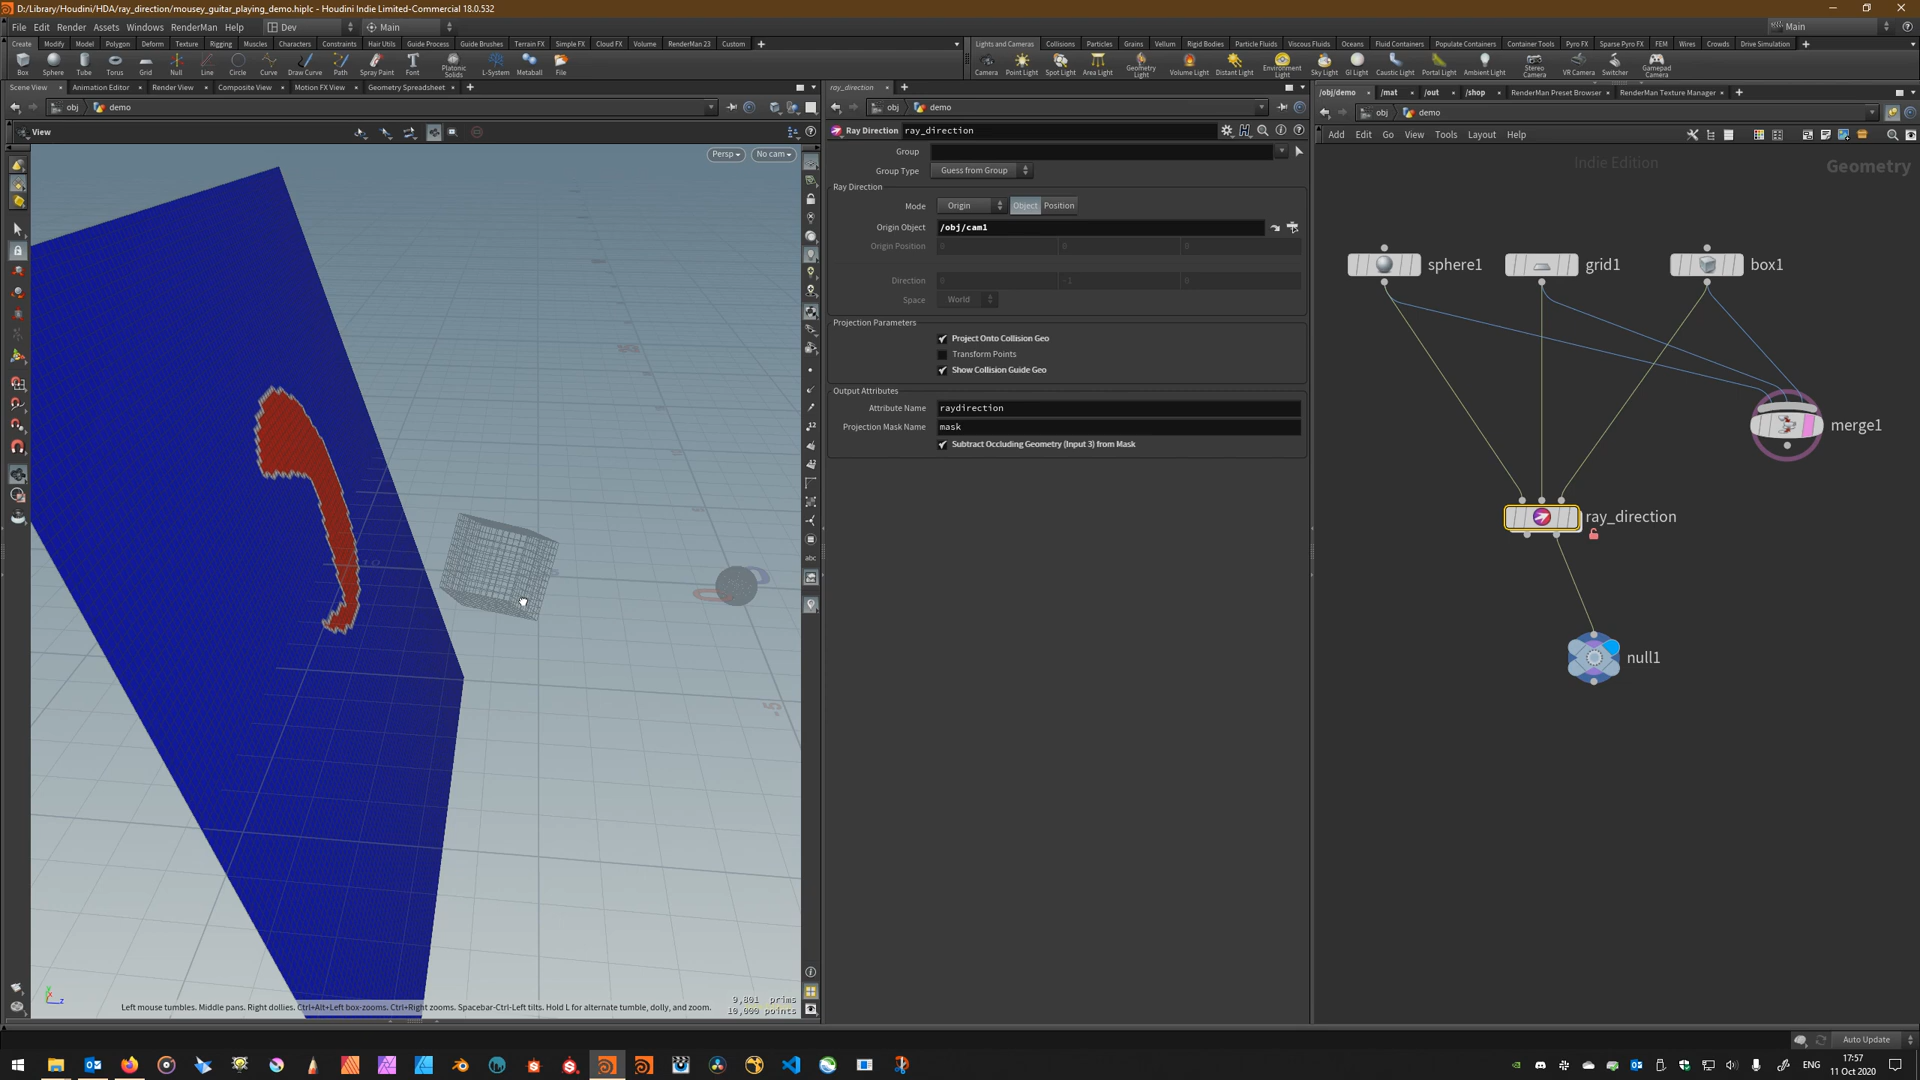 D:/Library/Houdini/HDA/ray_direction/mousey_guitar_playing_demo.hiplc - Houdini Indie Limited-Commercial 18.0.532
File Edit Render Assets Windows RenderMan Help Dev Main Main
Create Modify Model Polygon Deform Texture Rigging Muscles Characters Constraints Hair Utils Guide Process Guide Brushes Terrain FX Simple FX Cloud FX Volume RenderMan 23 Custom
Lights and Cameras Collisions Particles Grains Vellum Rigid Bodies Particle Fluids Viscous Fluids Oceans Fluid Containers Populate Containers Container Tools Pyro FX Sparse Pyro FX FEM Wires Crowds Drive Simulation
Box Sphere Tube Torus Grid Null Line Circle Curve Draw Curve Path Spray Paint Font Platonic Solids L-System Metaball File
Camera Point Light Spot Light Area Light Geometry Light Volume Light Distant Light Environment Light Sky Light GI Light Caustic Light Portal Light Ambient Light Stereo Camera VR Camera Switcher Gamepad Camera
Scene View Animation Editor Render View Composite View Motion FX View Geometry Spreadsheet
obj demo
View
Persp No cam
Left mouse tumbles. Middle pans. Right dollies. Ctrl+Alt+Left box-zooms. Ctrl+Right zooms. Spacebar-Ctrl-Left tilts. Hold L for alternate tumble, dolly, and zoom.
9,801 prims
10,000 points
ray_direction
obj demo
Ray Direction ray_direction
Group
Group Type Guess from Group
Ray Direction
Mode Origin Object Position
Origin Object /obj/cam1
Origin Position 0 0 0
Direction 0 -1 0
Space World
Projection Parameters
Project Onto Collision Geo
Transform Points
Show Collision Guide Geo
Output Attributes
Attribute Name raydirection
Projection Mask Name mask
Subtract Occluding Geometry (Input 3) from Mask
/obj/demo /mat /out /shop RenderMan Preset Browser RenderMan Texture Manager
obj demo
Add Edit Go View Tools Layout Help
Indie Edition Geometry
sphere1 grid1 box1
merge1
ray_direction
null1
Auto Update
ENG
17:57
11 Oct 2020